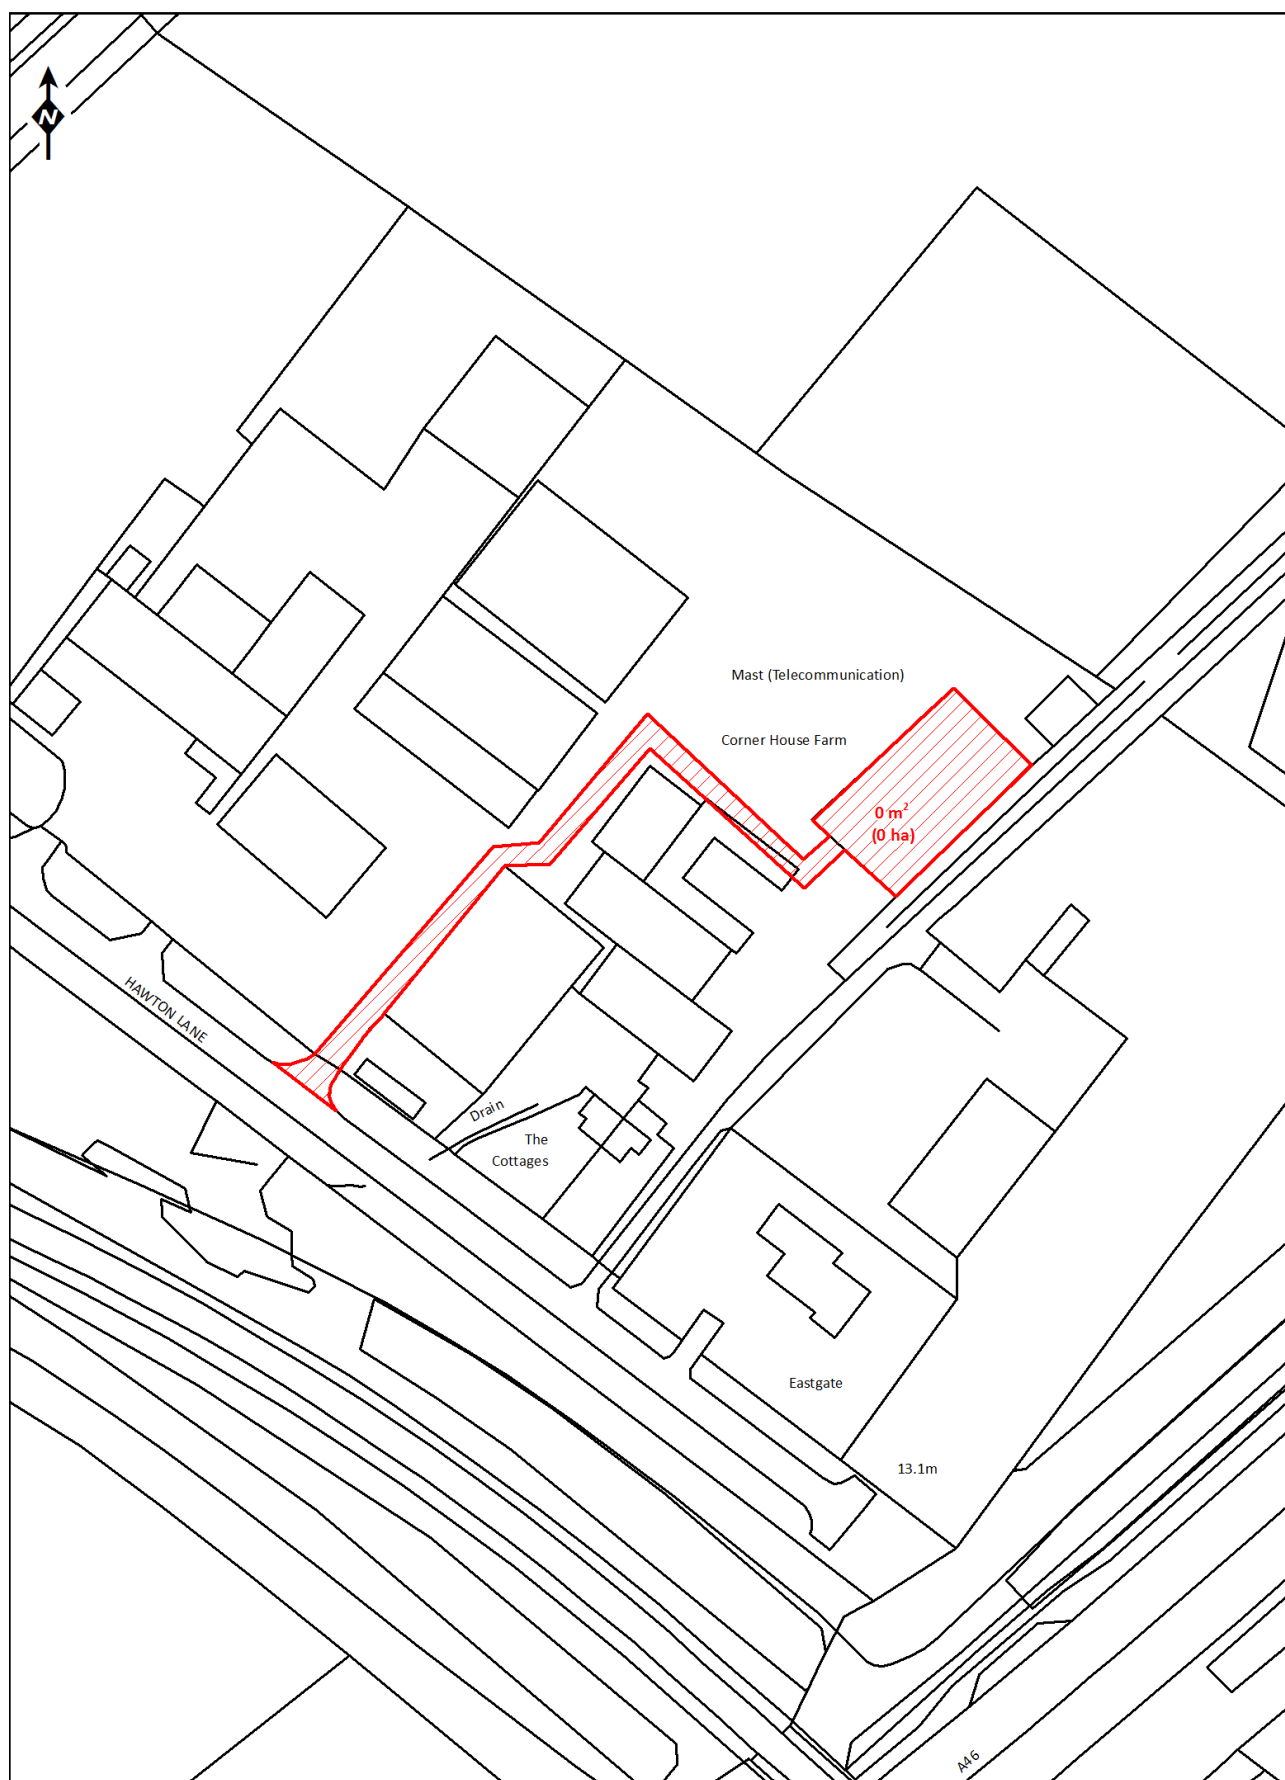 N
Mast (Telecommunication)
Corner House Farm
0 m²
(0 ha)
HAWTON LANE
Drain
The
Cottages
Eastgate
13.1m
A46